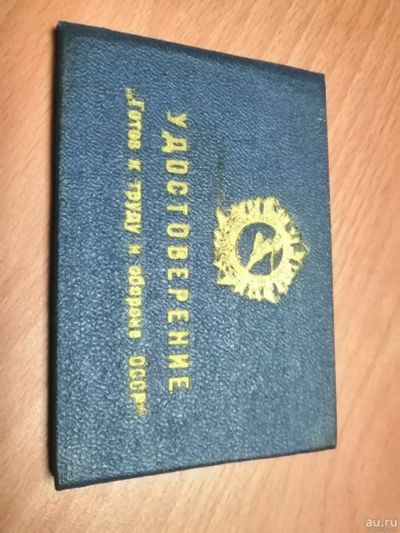 УДОСТОВЕРЕНИЕ
„Готов к труду и обороне СССР"
au.ru